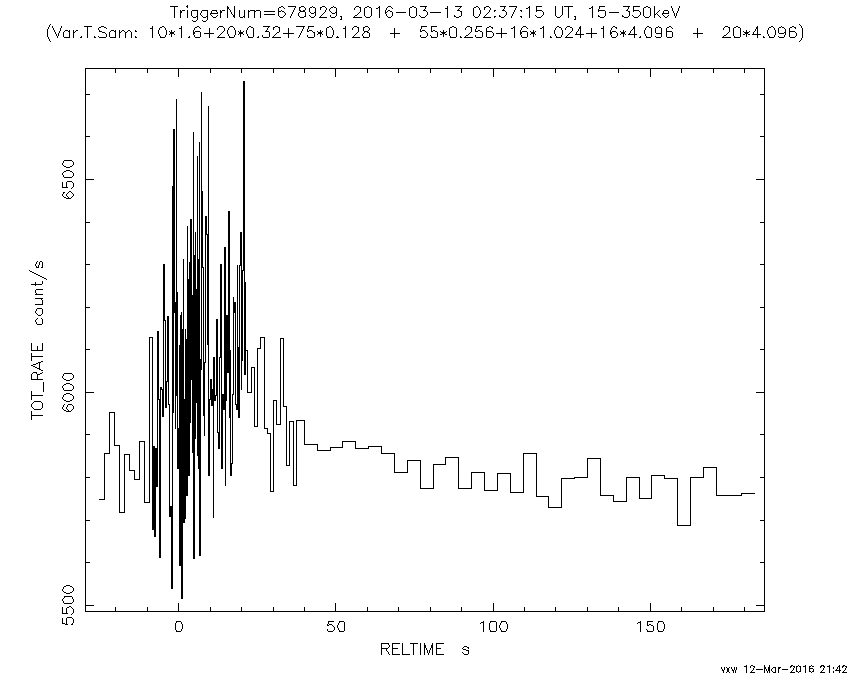 TriggerNum=678929, 2016-03-13 02:37:15 UT, 15-350keV
(Var.T.Sam: 10*1.6+20*0.32+75*0.128 + 55*0.256+16*1.024+16*4.096 + 20*4.096)
6500
6000
5500
TOT_RATE count/s
0 50 100 150
RELTIME s
vxw 12-Mar-2016 21:42